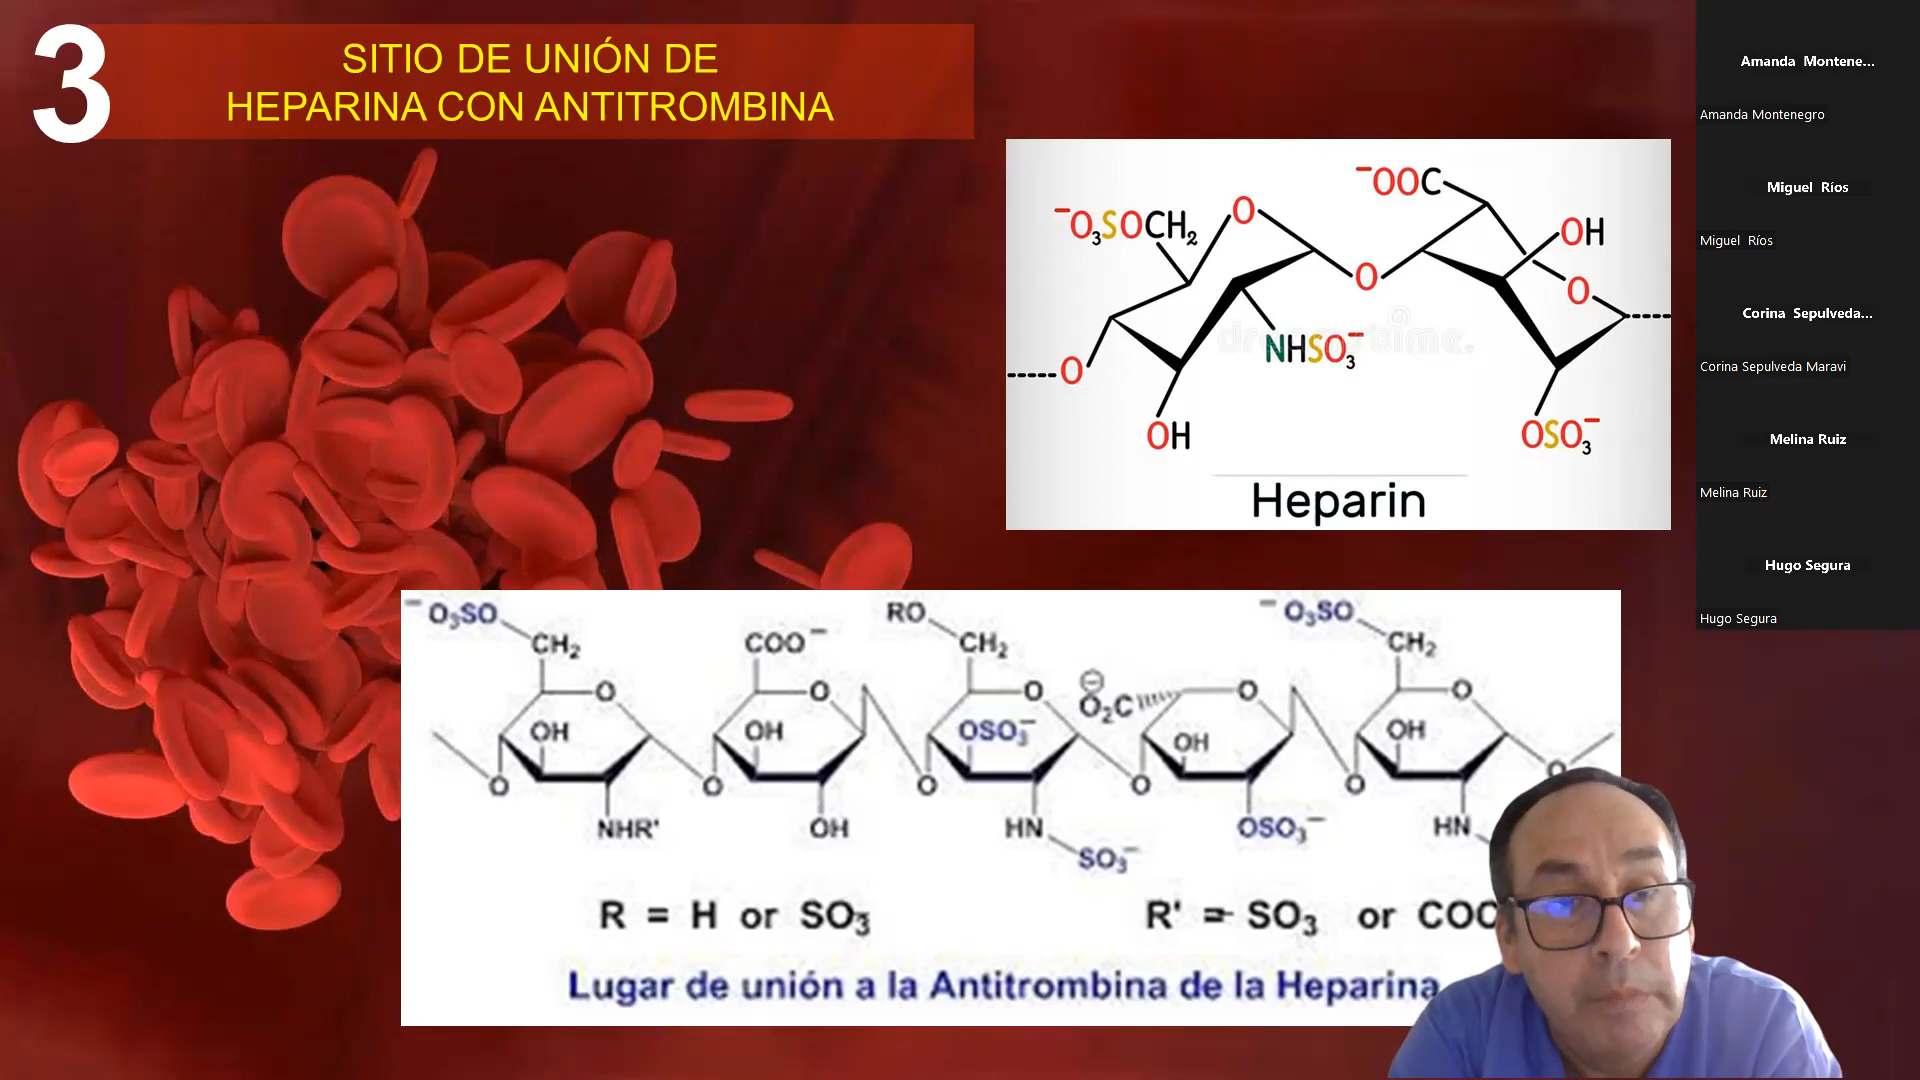 3
SITIO DE UNIÓN DE
HEPARINA CON ANTITROMBINA
⁻O₃SOCH₂
O
⁻OOC
OH
O
O
NHSO₃⁻
O
OH
OSO₃⁻
Heparin
⁻O₃SO
CH₂
O
OH
O
NHR'
COO⁻
O
OH
O
OH
RO
CH₂
O
OSO₃⁻
O
HN
SO₃⁻
⊖
O₂C
O
OH
O
OSO₃⁻
⁻O₃SO
CH₂
O
OH
O
O
HN
R = H or SO₃
R' = SO₃ or COC
Lugar de unión a la Antitrombina de la Heparina
Amanda Montene...
Amanda Montenegro
Miguel Ríos
Miguel Ríos
Corina Sepulveda...
Corina Sepulveda Maravi
Melina Ruiz
Melina Ruiz
Hugo Segura
Hugo Segura